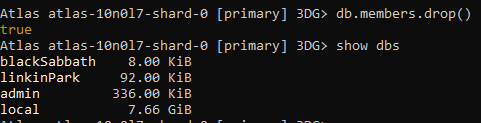 Atlas atlas-10n0l7-shard-0 [primary] 3DG> db.members.drop()
true
Atlas atlas-10n0l7-shard-0 [primary] 3DG> show dbs
blackSabbath    8.00 KiB
linkinPark     92.00 KiB
admin         336.00 KiB
local           7.66 GiB